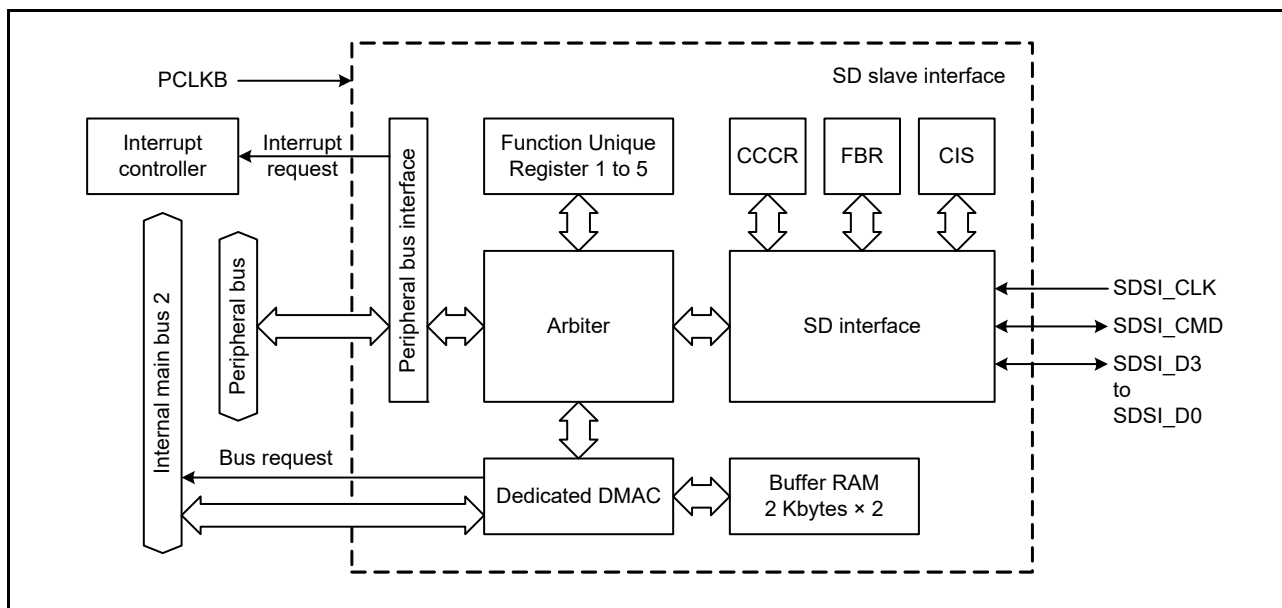 PCLKB
SD slave interface
Interrupt
controller
Interrupt
request
Peripheral bus interface
Function Unique
Register 1 to 5
CCCR
FBR
CIS
Internal main bus 2
Peripheral bus
Arbiter
SD interface
SDSI_CLK
SDSI_CMD
SDSI_D3
to
SDSI_D0
Bus request
Dedicated DMAC
Buffer RAM
2 Kbytes × 2